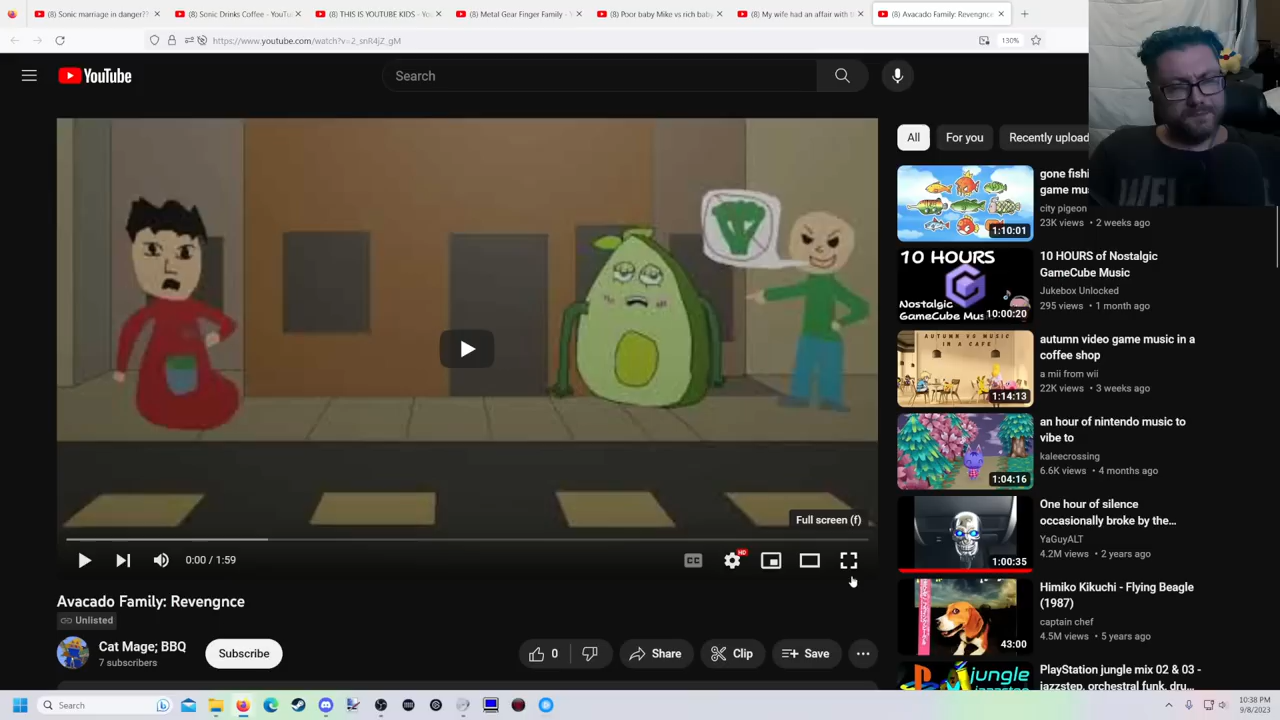 (8) Sonic marriage in danger??
(8) Sonic Drinks Coffee - YouTu
(8) THIS IS YOUTUBE KIDS - Yo
(8) Metal Gear Finger Family -
(8) Poor baby Mike vs rich baby
(8) My wife had an affair with t
(8) Avacado Family: Revengnce
https://www.youtube.com/watch?v=2_snR4jZ_gM
130%
YouTube
Search
All
For you
Recently upload
gone fishi
game mus
city pigeon
23K views • 2 weeks ago
1:10:01
10 HOURS
Nostalgic
GameCube Mus
10:00:20
10 HOURS of Nostalgic
GameCube Music
Jukebox Unlocked
295 views • 1 month ago
AUTUMN VG MUSIC
IN A CAFE
1:14:13
autumn video game music in a
coffee shop
a mii from wii
22K views • 3 weeks ago
1:04:16
an hour of nintendo music to
vibe to
kaleecrossing
6.6K views • 4 months ago
1:00:35
One hour of silence
occasionally broke by the...
YaGuyALT
4.2M views • 2 years ago
43:00
Himiko Kikuchi - Flying Beagle
(1987)
captain chef
4.5M views • 5 years ago
jungle
PlayStation jungle mix 02 & 03 -
jazzstep, orchestral funk, dru...
Full screen (f)
0:00 / 1:59
CC
HD
Avacado Family: Revengnce
Unlisted
Cat Mage; BBQ
7 subscribers
Subscribe
0
Share
Clip
Save
Search
10:38 PM
9/8/2023